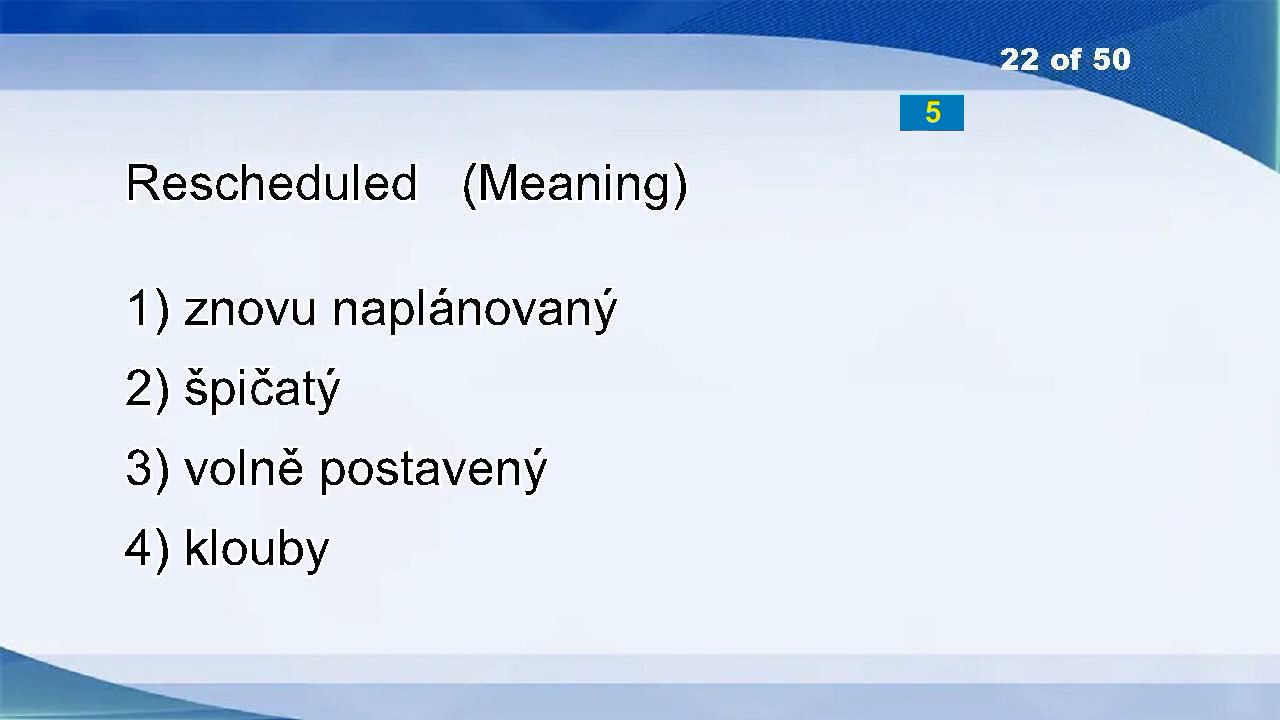 22 of 50
5
Rescheduled (Meaning)
1) znovu naplánovaný
2) špičatý
3) volně postavený
4) klouby